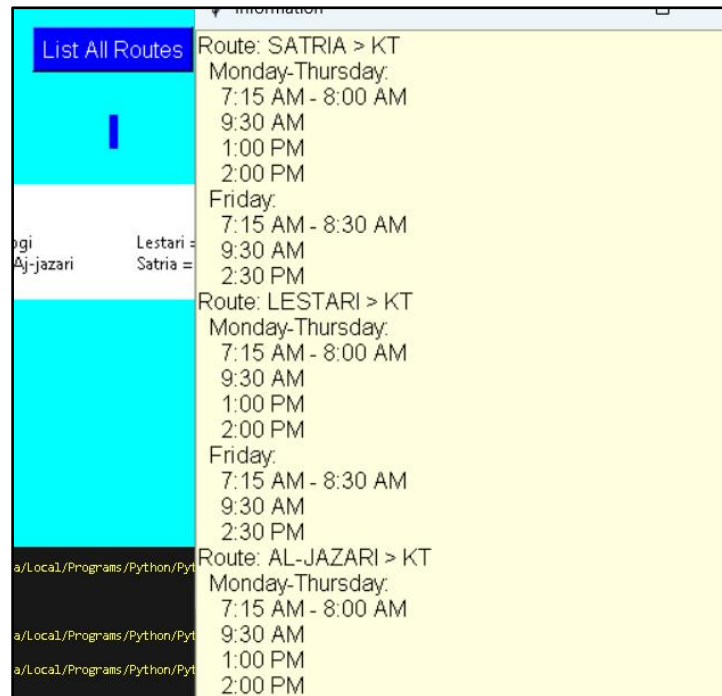 Information
List All Routes
Route: SATRIA > KT
Monday-Thursday:
7:15 AM - 8:00 AM
9:30 AM
1:00 PM
2:00 PM
Friday:
7:15 AM - 8:30 AM
9:30 AM
2:30 PM
Route: LESTARI > KT
Monday-Thursday:
7:15 AM - 8:00 AM
9:30 AM
1:00 PM
2:00 PM
Friday:
7:15 AM - 8:30 AM
9:30 AM
2:30 PM
Route: AL-JAZARI > KT
Monday-Thursday:
7:15 AM - 8:00 AM
9:30 AM
1:00 PM
2:00 PM
ogi Lestari =
Aj-jazari Satria =
a/Local/Programs/Python/Pyt
a/Local/Programs/Python/Pyt
a/Local/Programs/Python/Pyt